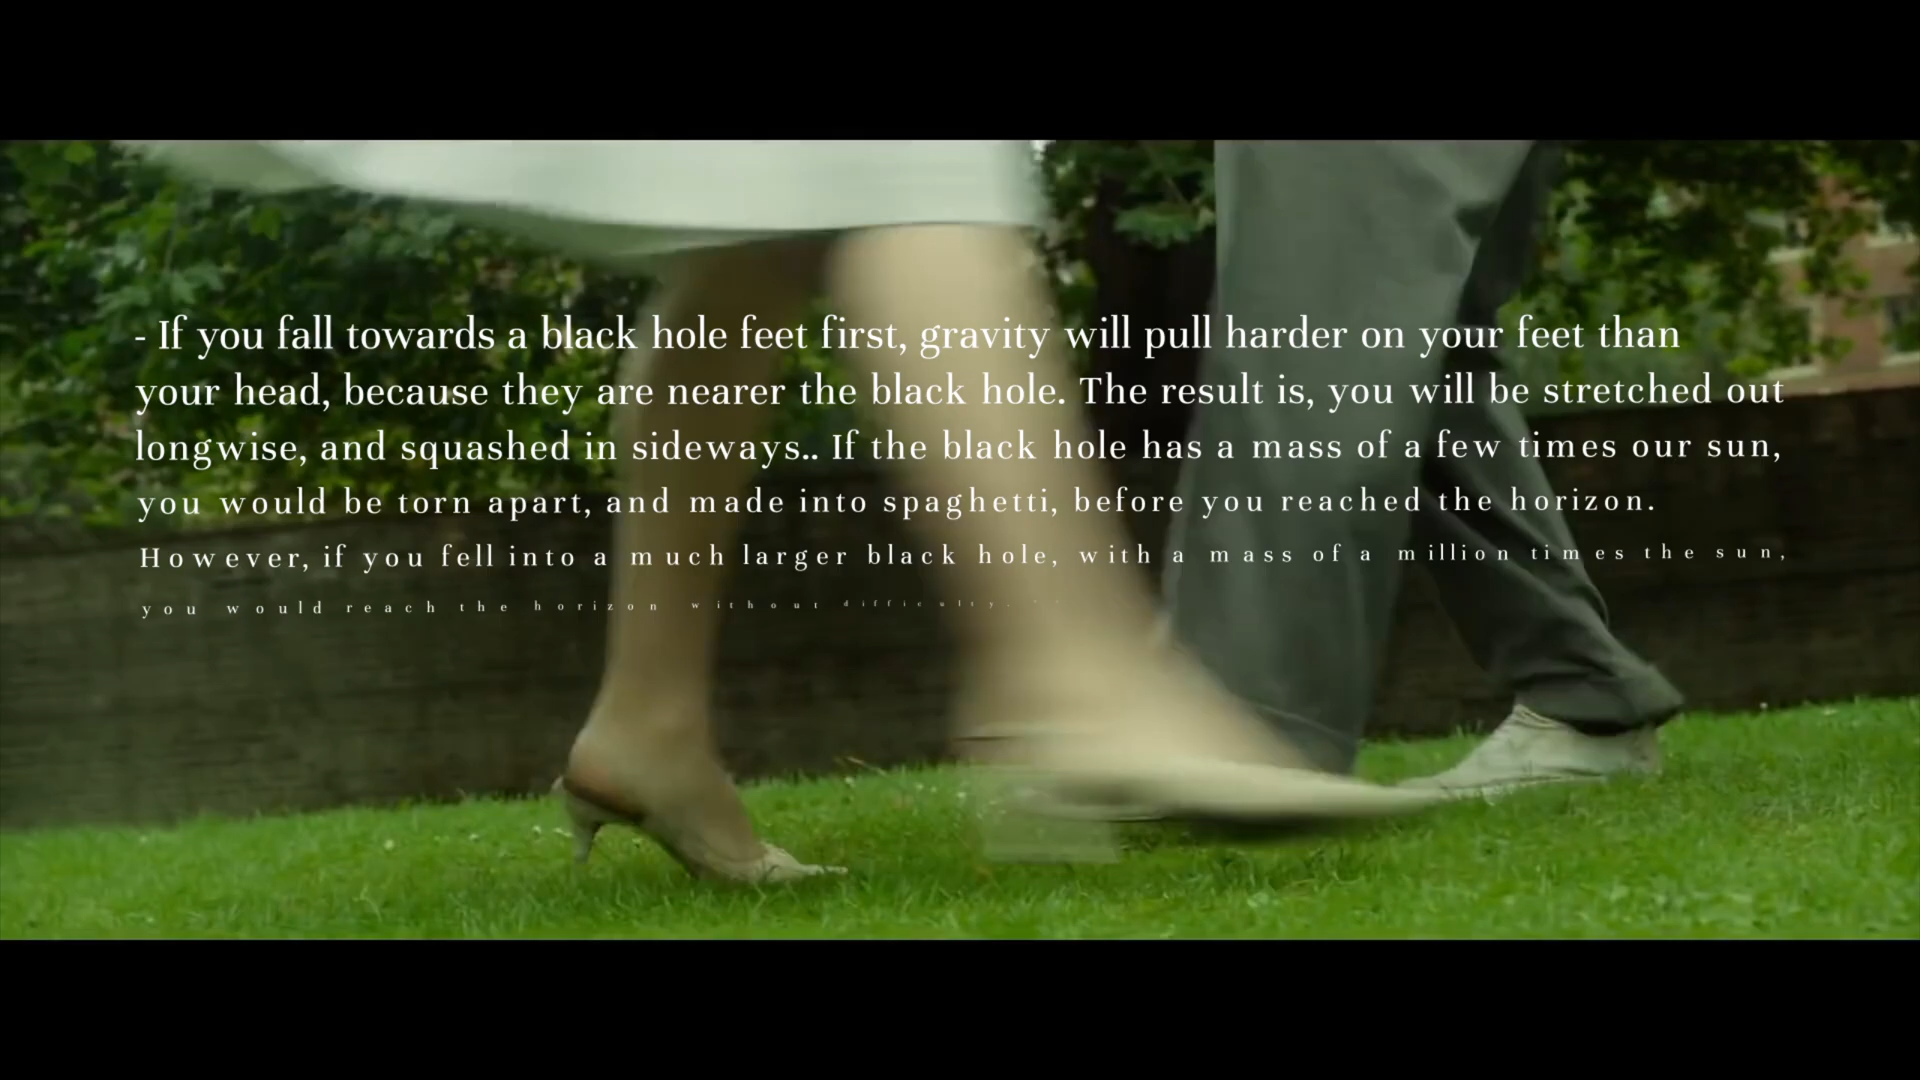 - If you fall towards a black hole feet first, gravity will pull harder on your feet than
your head, because they are nearer the black hole. The result is, you will be stretched out
longwise, and squashed in sideways.. If the black hole has a mass of a few times our sun,
you would be torn apart, and made into spaghetti, before you reached the horizon.
However, if you fell into a much larger black hole, with a mass of a million times the sun,
you would reach the horizon without difficulty.